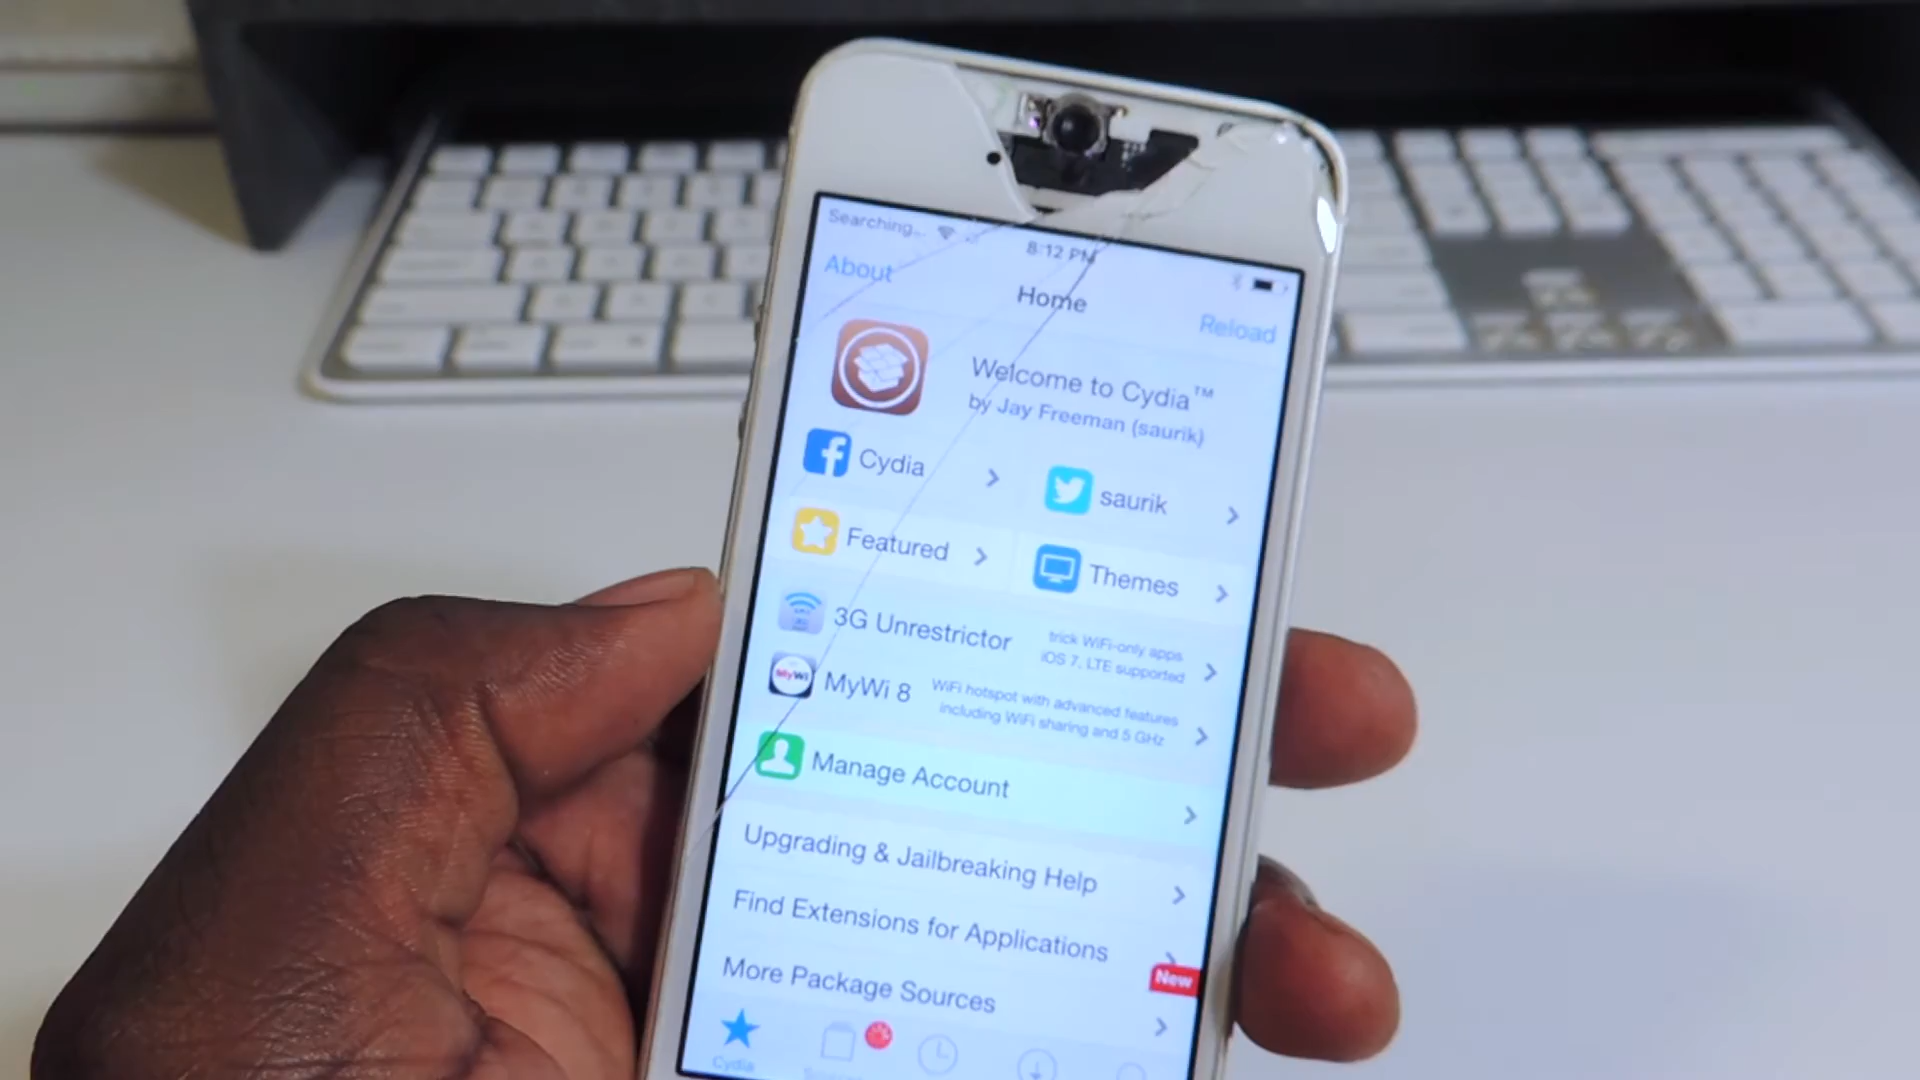 Searching...
8:12 PM
About
Home
Reload
Welcome to Cydia™
by Jay Freeman (saurik)
Cydia
saurik
Featured
Themes
3G Unrestrictor
trick WiFi-only apps
iOS 7, LTE supported
MyWi
MyWi 8
WiFi hotspot with advanced features
including WiFi sharing and 5 GHz
Manage Account
Upgrading & Jailbreaking Help
Find Extensions for Applications
More Package Sources
New
Cydia